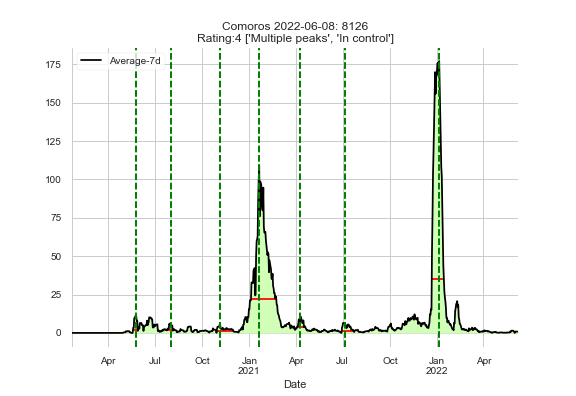 Comoros 2022-06-08: 8126
Rating:4 ['Multiple peaks', 'In control']
Average-7d
175
150
125
100
75
50
25
0
Apr Jul Oct Jan Apr Jul Oct Jan Apr
2021 2022
Date